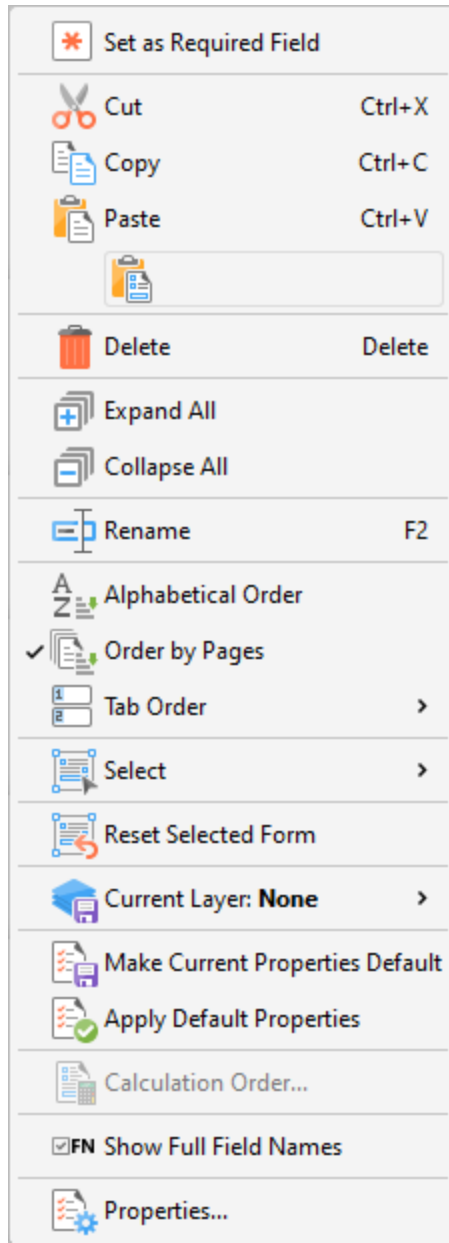 Set as Required Field
Cut Ctrl+X
Copy Ctrl+C
Paste Ctrl+V
Delete Delete
Expand All
Collapse All
Rename F2
A
Z
Alphabetical Order
Order by Pages
1
2
Tab Order
Select
Reset Selected Form
Current Layer: None
Make Current Properties Default
Apply Default Properties
Calculation Order...
FN Show Full Field Names
Properties...